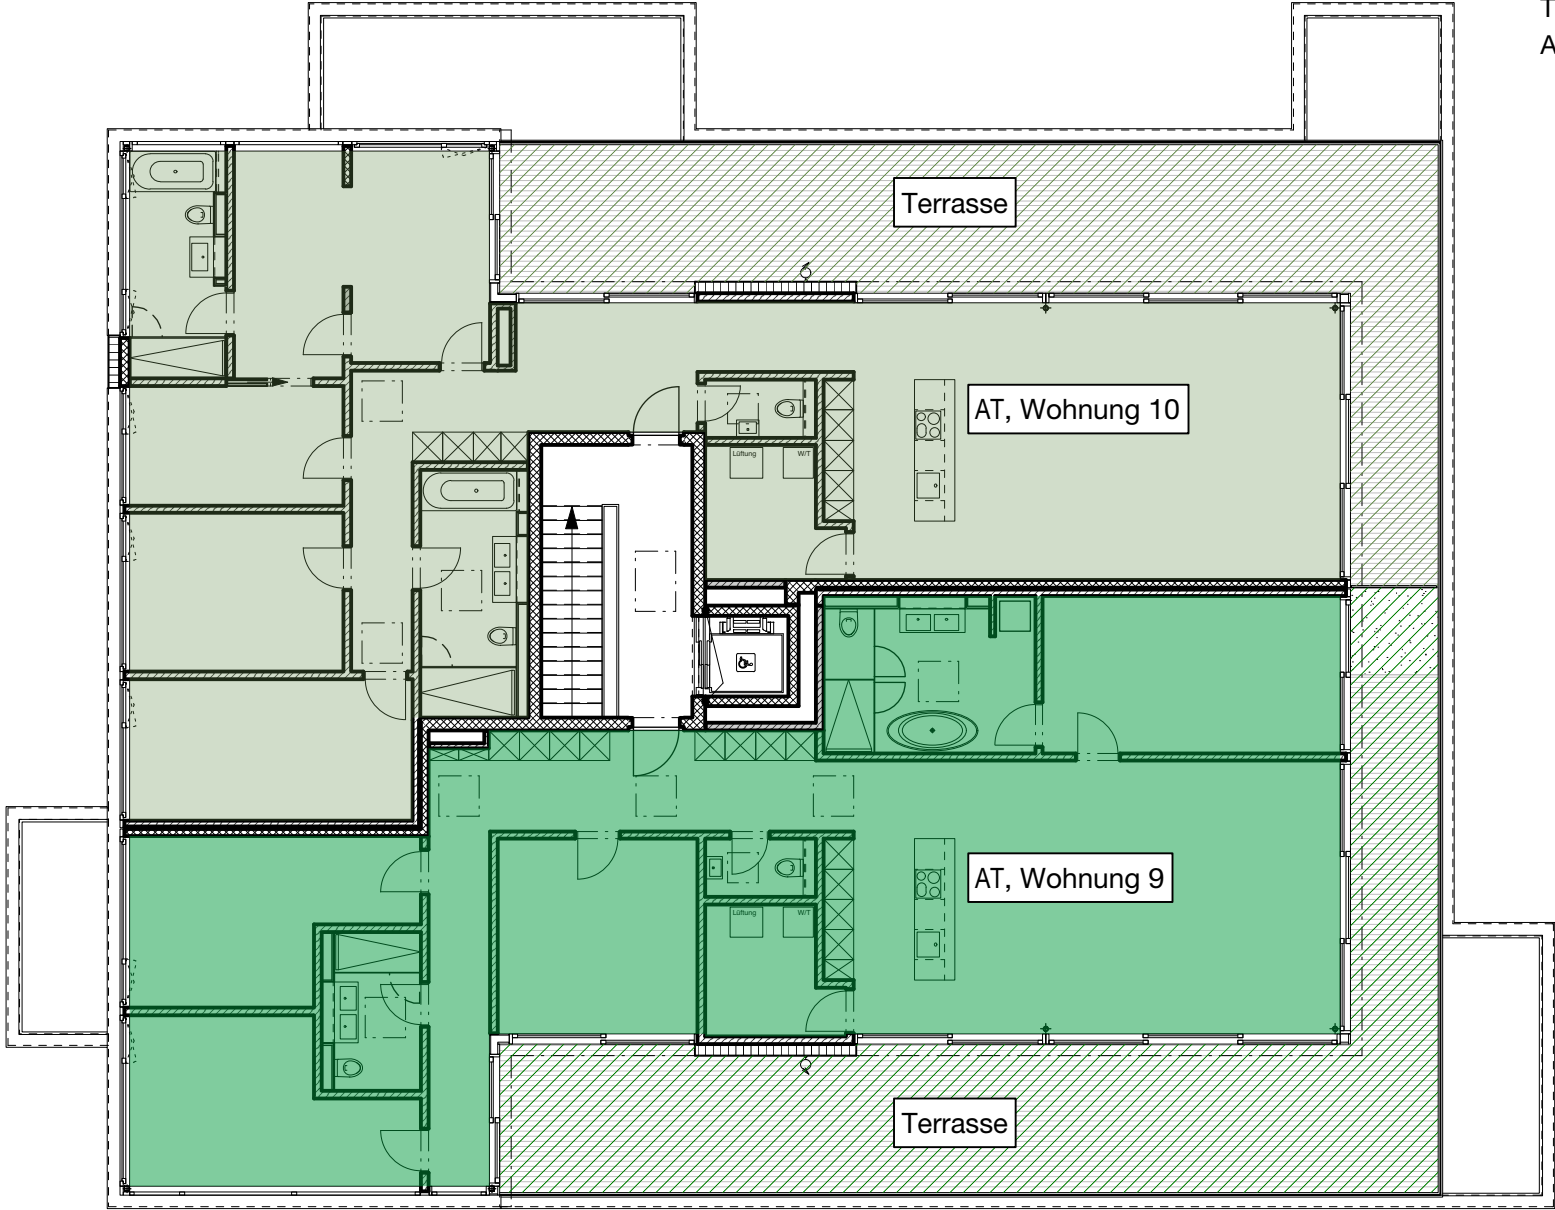 T
A
Terrasse
AT, Wohnung 10
Lüftung
W/T
AT, Wohnung 9
Lüftung
W/T
Terrasse